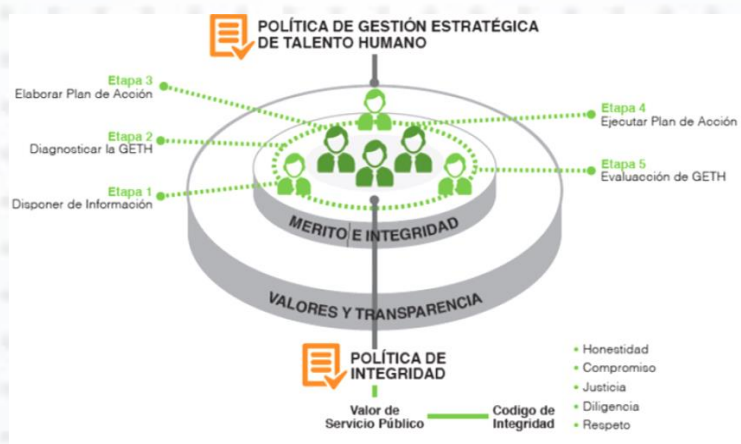 POLÍTICA DE GESTIÓN ESTRATÉGICA
DE TALENTO HUMANO
Etapa 3
Elaborar Plan de Acción
Etapa 2
Diagnosticar la GETH
Etapa 1
Disponer de Información
Etapa 4
Ejecutar Plan de Acción
Etapa 5
Evaluacción de GETH
MERITO E INTEGRIDAD
VALORES Y TRANSPARENCIA
POLÍTICA DE
INTEGRIDAD
Valor de
Servicio Público
Codigo de
Integridad
• Honestidad
• Compromiso
• Justicia
• Diligencia
• Respeto